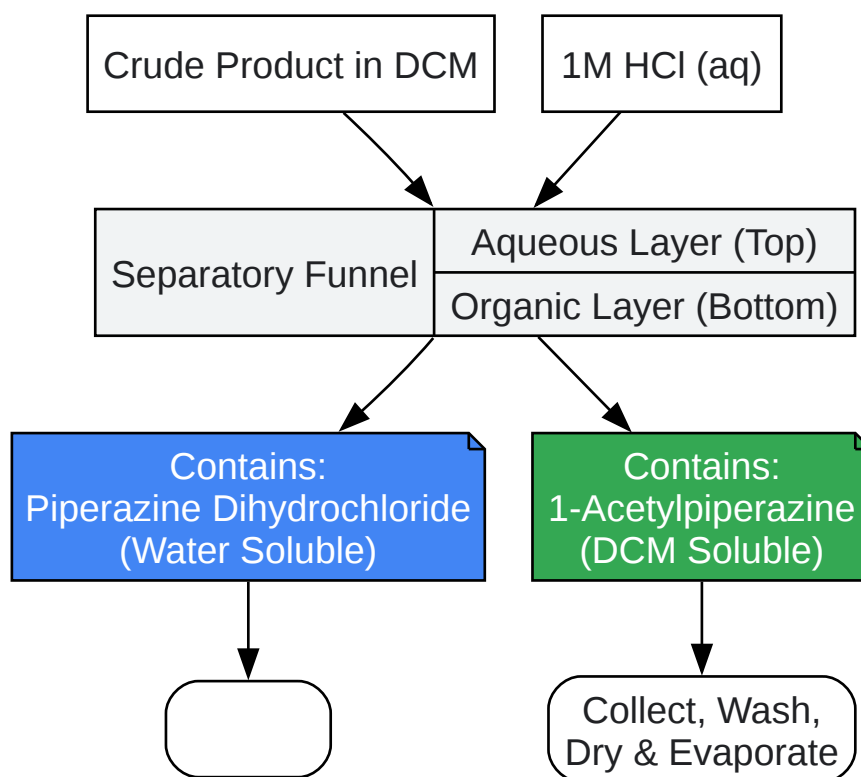 Crude Product in DCM
1M HCl (aq)
Separatory Funnel
Aqueous Layer (Top)
Organic Layer (Bottom)
Contains:
Piperazine Dihydrochloride
(Water Soluble)
Contains:
1-Acetylpiperazine
(DCM Soluble)
Collect, Wash,
Dry & Evaporate